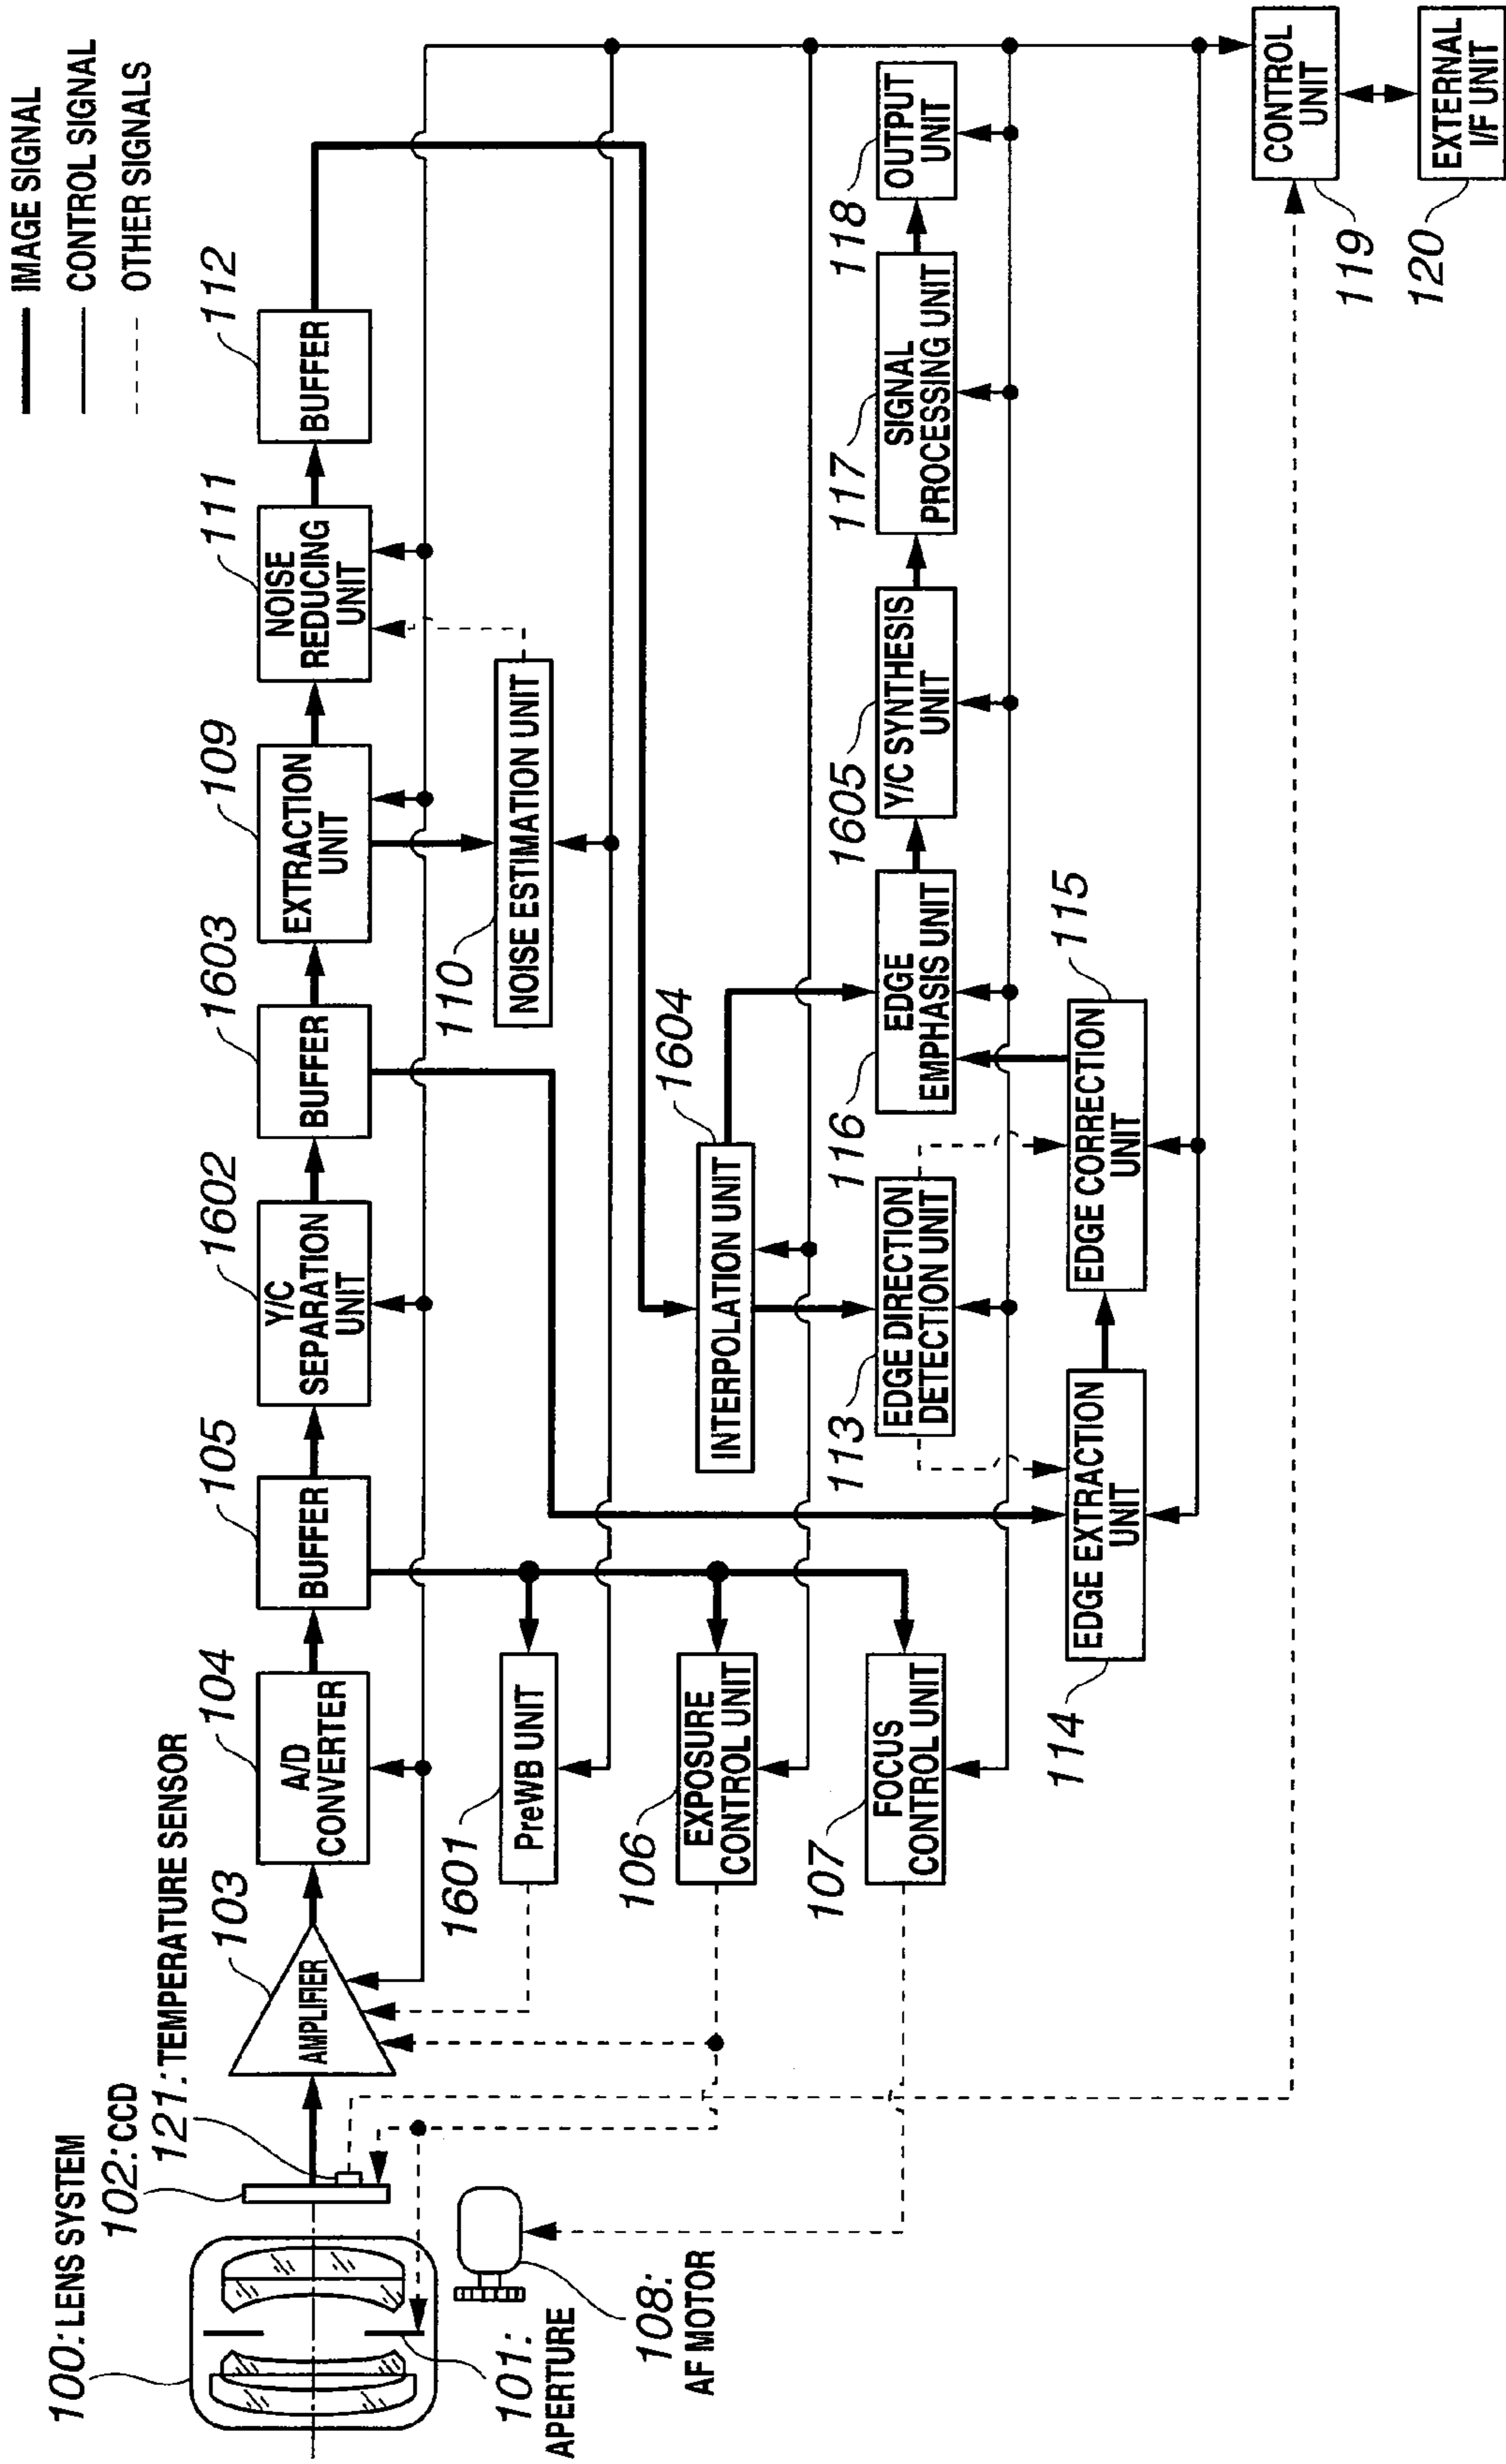 IMAGE SIGNAL
CONTROL SIGNAL
OTHER SIGNALS
100: LENS SYSTEM
102: CCD
121: TEMPERATURE SENSOR
103
AMPLIFIER
104
A/D
CONVERTER
105
BUFFER
1602
Y/C
SEPARATION
UNIT
1603
BUFFER
109
EXTRACTION
UNIT
111
NOISE
REDUCING
UNIT
112
BUFFER
101:
APERTURE
108:
AF MOTOR
1601
PreWB UNIT
110
NOISE ESTIMATION UNIT
106
EXPOSURE
CONTROL UNIT
1604
INTERPOLATION UNIT
107
FOCUS
CONTROL UNIT
113
EDGE DIRECTION
DETECTION UNIT
116
EDGE
EMPHASIS UNIT
1605
Y/C SYNTHESIS
UNIT
117
SIGNAL
PROCESSING UNIT
118
OUTPUT
UNIT
114
EDGE EXTRACTION
UNIT
115
EDGE CORRECTION
UNIT
CONTROL
UNIT
119
EXTERNAL
I/F UNIT
120